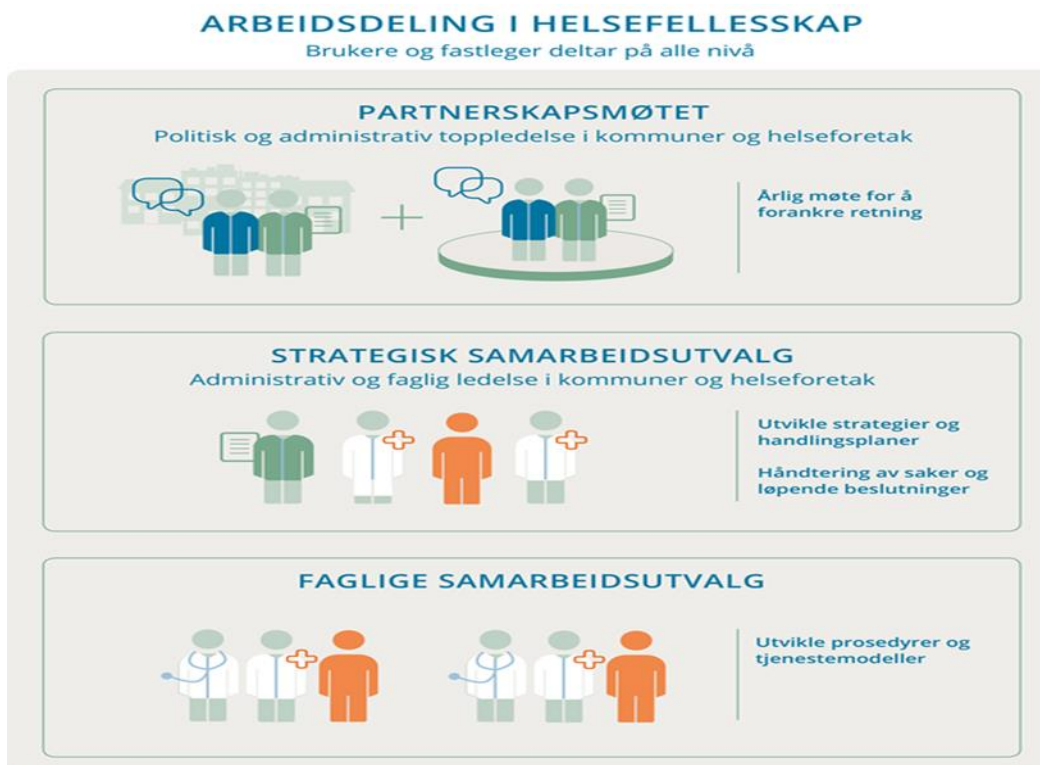 ARBEIDSDELING I HELSEFELLESSKAP
Brukere og fastleger deltar på alle nivå
PARTNERSKAPSMØTET
Politisk og administrativ toppledelse i kommuner og helseforetak
Årlig møte for å
forankre retning
STRATEGISK SAMARBEIDSUTVALG
Administrativ og faglig ledelse i kommuner og helseforetak
Utvikle strategier og
handlingsplaner
Håndtering av saker og
løpende beslutninger
FAGLIGE SAMARBEIDSUTVALG
Utvikle prosedyrer og
tjenestemodeller